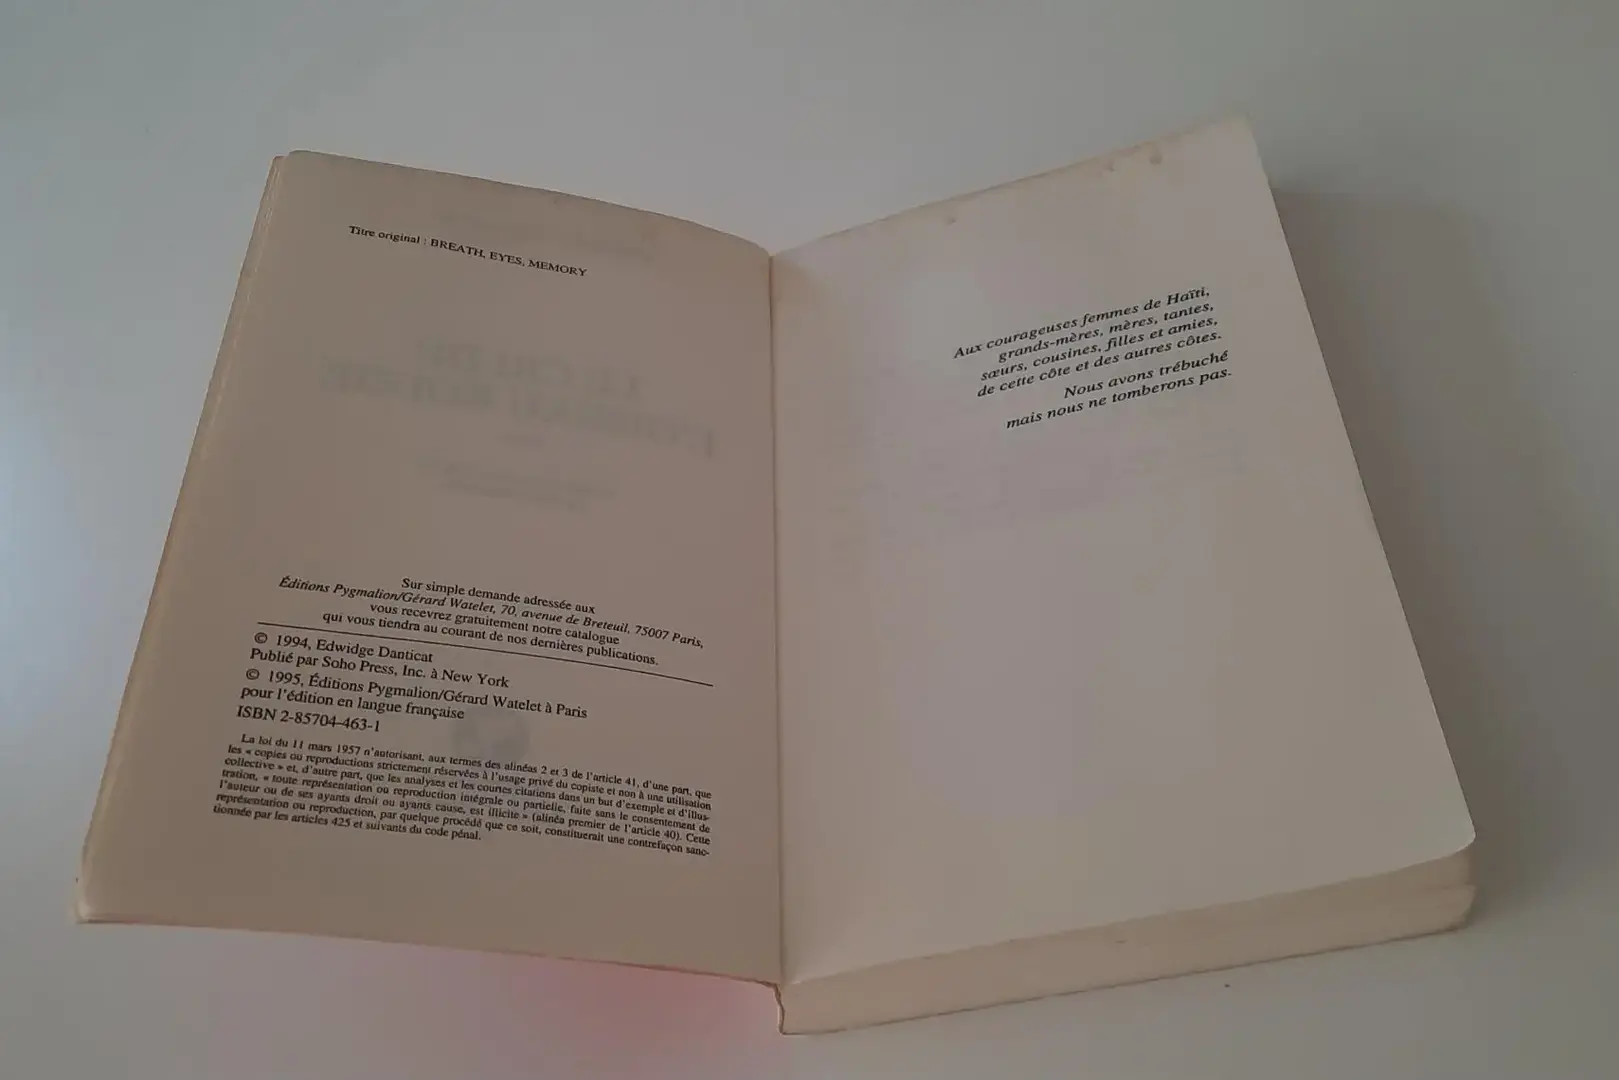 Titre original : BREATH, EYES, MEMORY
Sur simple demande adressée aux
Éditions Pygmalion/Gérard Watelet, 70, avenue de Breteuil, 75007 Paris,
vous recevrez gratuitement notre catalogue
qui vous tiendra au courant de nos dernières publications.
© 1994, Edwidge Danticat
Publié par Soho Press, Inc. à New York
© 1995, Éditions Pygmalion/Gérard Watelet à Paris
pour l'édition en langue française
ISBN 2-85704-463-1
La loi du 11 mars 1957 n'autorisant, aux termes des alinéas 2 et 3 de l'article 41, d'une part, que
les « copies ou reproductions strictement réservées à l'usage privé du copiste et non à une utilisation
collective » et, d'autre part, que les analyses et les courtes citations dans un but d'exemple et d'illus-
tration, « toute représentation ou reproduction intégrale ou partielle, faite sans le consentement de
l'auteur ou de ses ayants droit ou ayants cause, est illicite » (alinéa premier de l'article 40). Cette
représentation ou reproduction, par quelque procédé que ce soit, constituerait une contrefaçon sanc-
tionnée par les articles 425 et suivants du code pénal.
Aux courageuses femmes de Haïti,
grands-mères, mères, tantes,
sœurs, cousines, filles et amies,
de cette côte et des autres côtes.
Nous avons trébuché
mais nous ne tomberons pas.